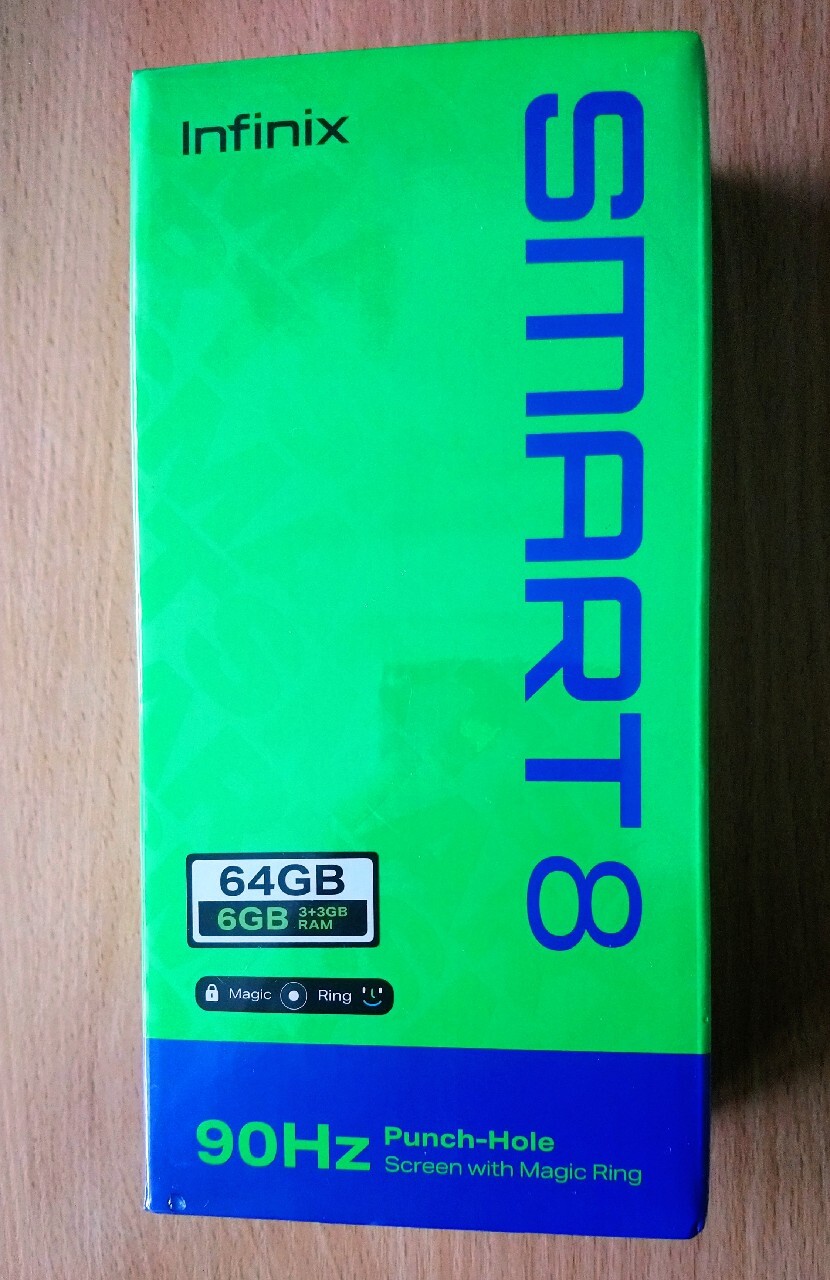 Infinix
SMART 8
64GB
6GB 3+3GB RAM
Magic Ring
90Hz Punch-Hole
Screen with Magic Ring